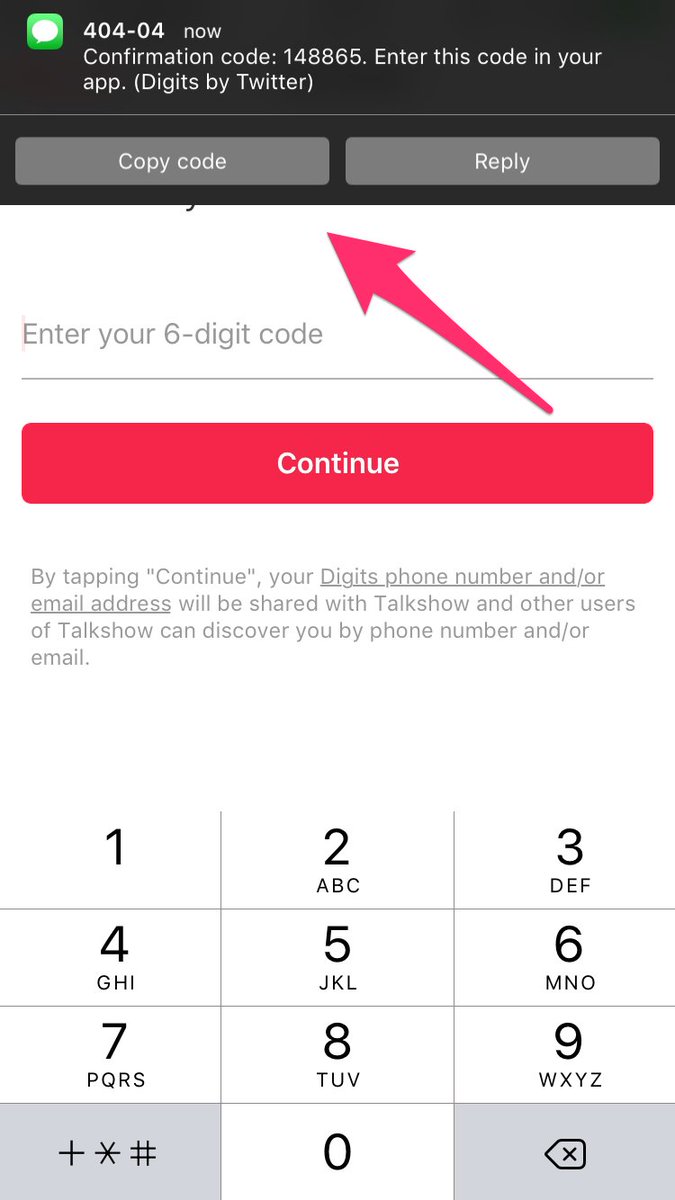 404-04 now
Confirmation code: 148865. Enter this code in your
app. (Digits by Twitter)
Copy code Reply
Enter your 6-digit code
Continue
By tapping "Continue", your Digits phone number and/or
email address will be shared with Talkshow and other users
of Talkshow can discover you by phone number and/or
email.
1 2 3
ABC DEF
4 5 6
GHI JKL MNO
7 8 9
PQRS TUV WXYZ
+ * # 0